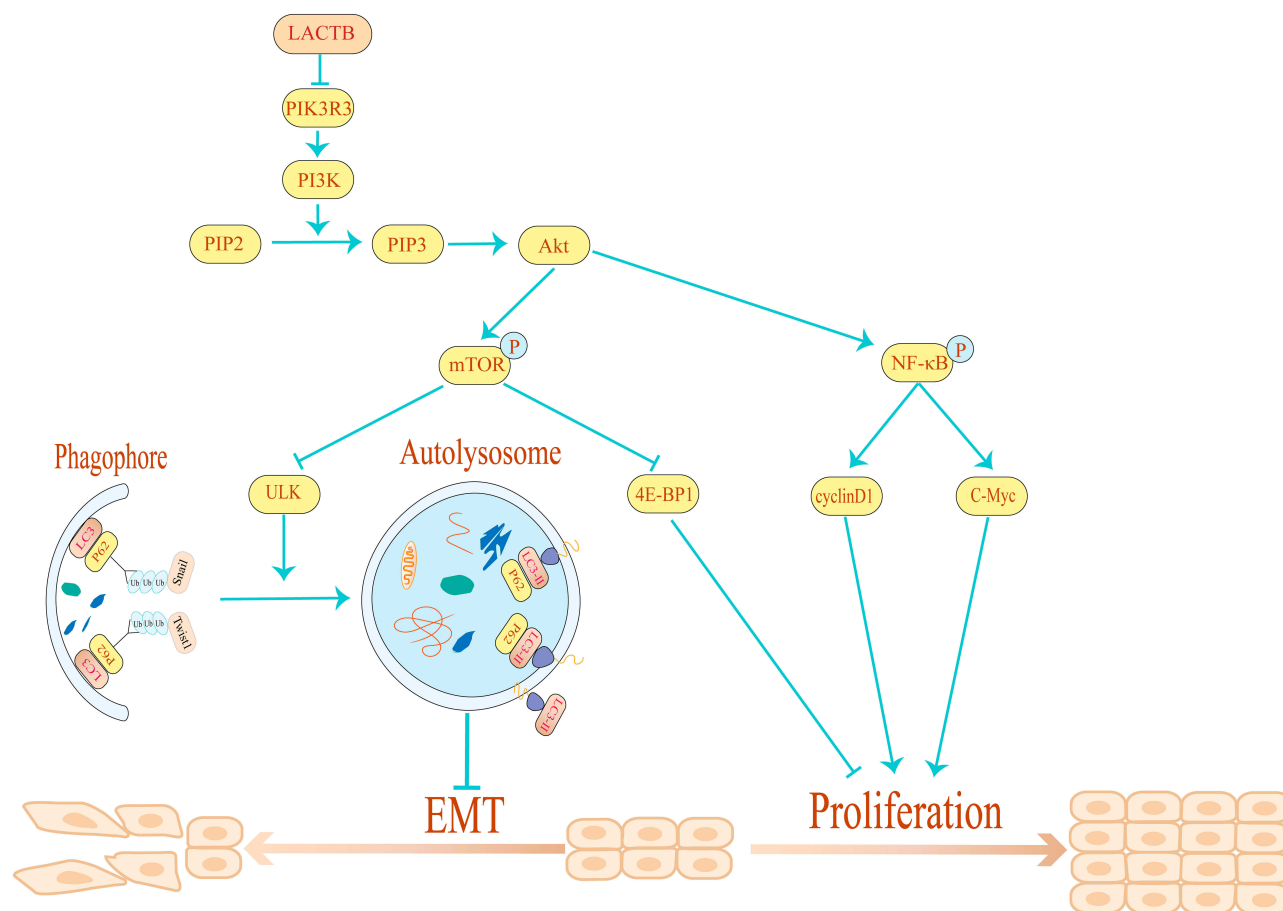 LACTB
PIK3R3
PI3K
PIP2
PIP3
Akt
mTOR
P
NF-κB
P
Phagophore
ULK
Autolysosome
4E-BP1
cyclinD1
C-Myc
LC3
P62
Ub Ub Ub
Snail
LC3
P62
Ub Ub Ub
Twist1
P62
LC3-II
P62
LC3-II
LC3-II
EMT
Proliferation